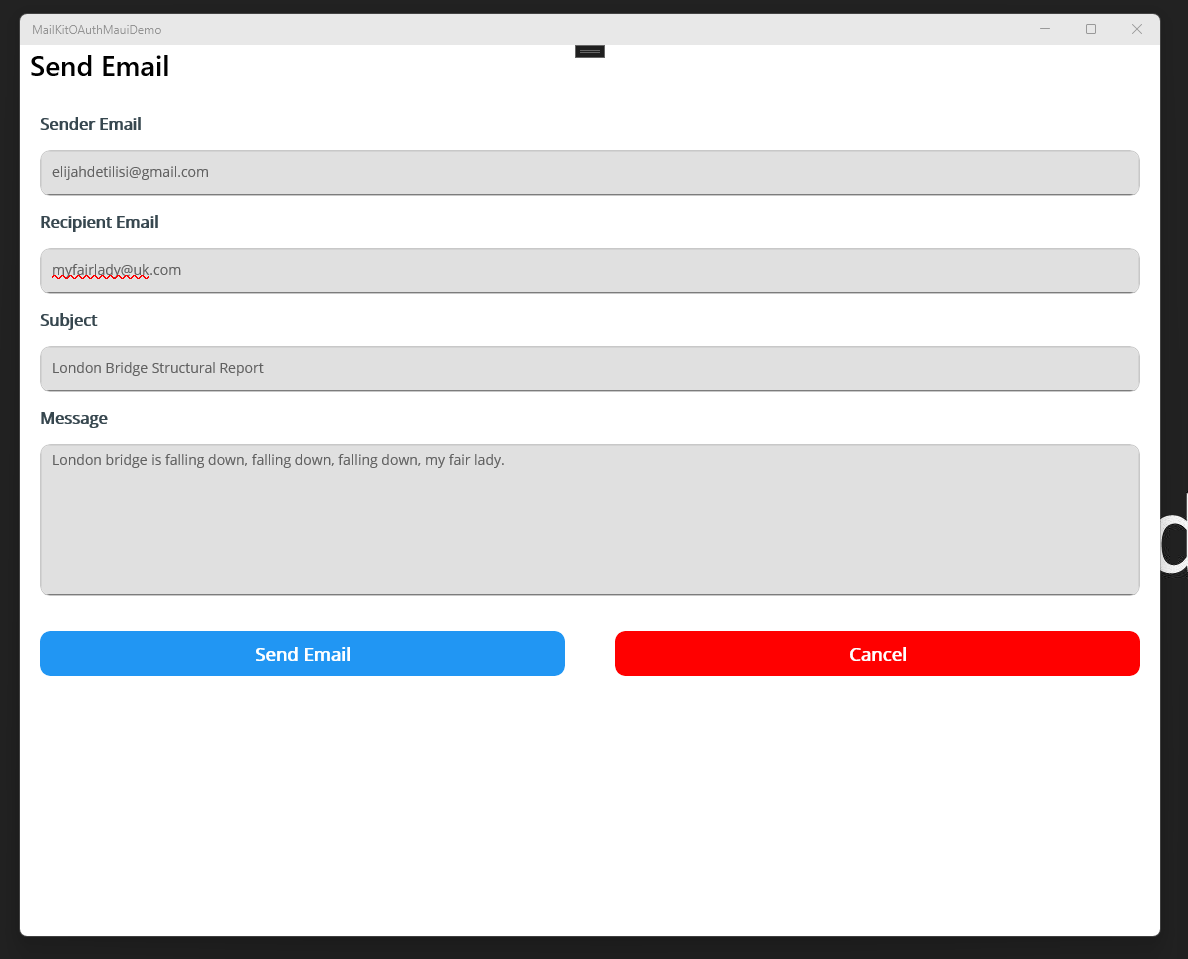 MailKitOAuthMauiDemo
Send Email
Sender Email
elijahdetilisi@gmail.com
Recipient Email
myfairlady@uk.com
Subject
London Bridge Structural Report
Message
London bridge is falling down, falling down, falling down, my fair lady.
d
Send Email Cancel